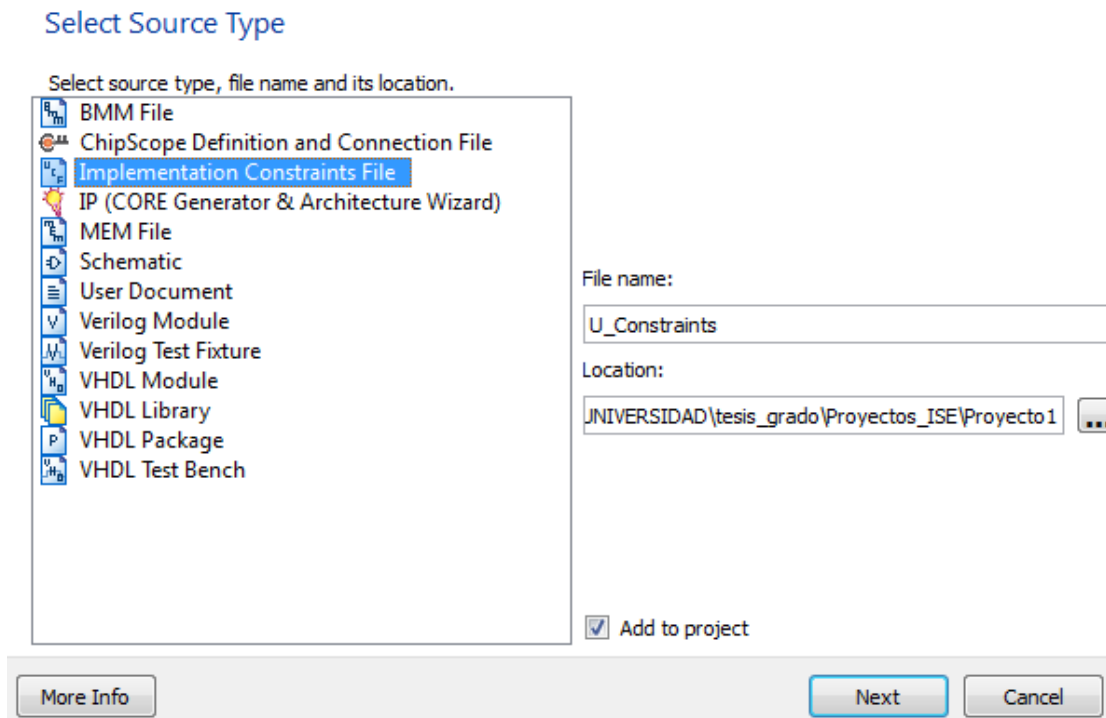 Select Source Type
Select source type, file name and its location.
BMM File
ChipScope Definition and Connection File
Implementation Constraints File
IP (CORE Generator & Architecture Wizard)
MEM File
Schematic
User Document
Verilog Module
Verilog Test Fixture
VHDL Module
VHDL Library
VHDL Package
VHDL Test Bench
File name:
U_Constraints
Location:
UNIVERSIDAD\tesis_grado\Proyectos_ISE\Proyecto1
...
Add to project
More Info
Next
Cancel